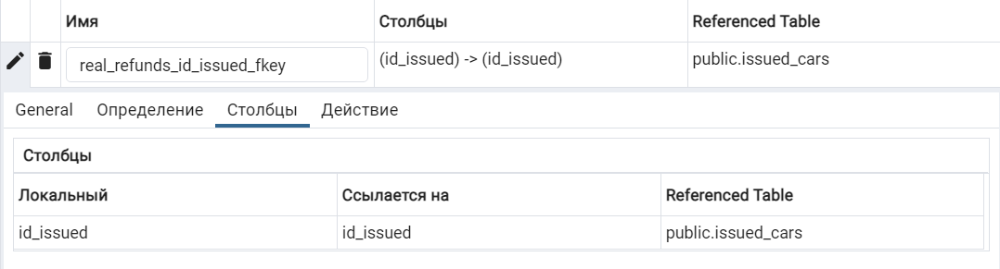 Имя Столбцы Referenced Table
real_refunds_id_issued_fkey (id_issued) -> (id_issued) public.issued_cars
General Определение Столбцы Действие
Столбцы
Локальный Ссылается на Referenced Table
id_issued id_issued public.issued_cars